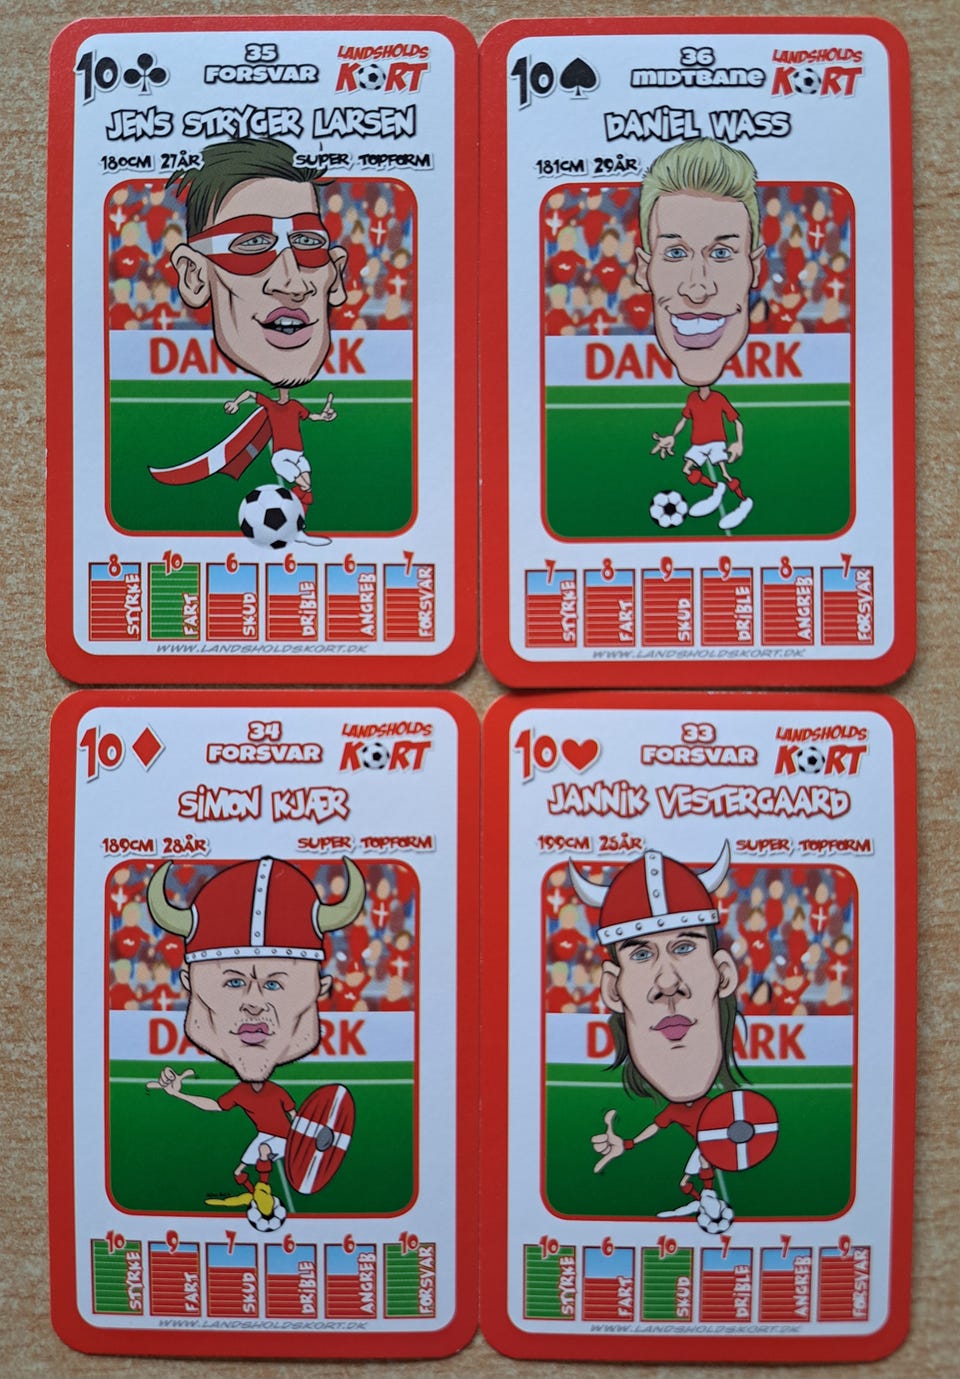 10♣ 35 LANDSHOLDS
FORSVAR KORT
JENS STRYGER LARSEN
180CM 27ÅR SUPER TOPFORM
DANMARK
8 10 6 6 6 7
STYRKE FART SKUD DRIBLE ANGREB FORSVAR
WWW.LANDSHOLDSKORT.DK
10♠ 36 LANDSHOLDS
MIDTBANE KORT
DANIEL WASS
181CM 29ÅR
DANMARK
7 8 9 9 8 7
STYRKE FART SKUD DRIBLE ANGREB FORSVAR
WWW.LANDSHOLDSKORT.DK
10♦ 34 LANDSHOLDS
FORSVAR KORT
SIMON KJÆR
189CM 28ÅR SUPER TOPFORM
DANMARK
10 9 7 6 6 10
STYRKE FART SKUD DRIBLE ANGREB FORSVAR
WWW.LANDSHOLDSKORT.DK
10♥ 33 LANDSHOLDS
FORSVAR KORT
JANNIK VESTERGAARD
199CM 25ÅR SUPER TOPFORM
DANMARK
10 6 10 7 7 9
STYRKE FART SKUD DRIBLE ANGREB FORSVAR
WWW.LANDSHOLDSKORT.DK